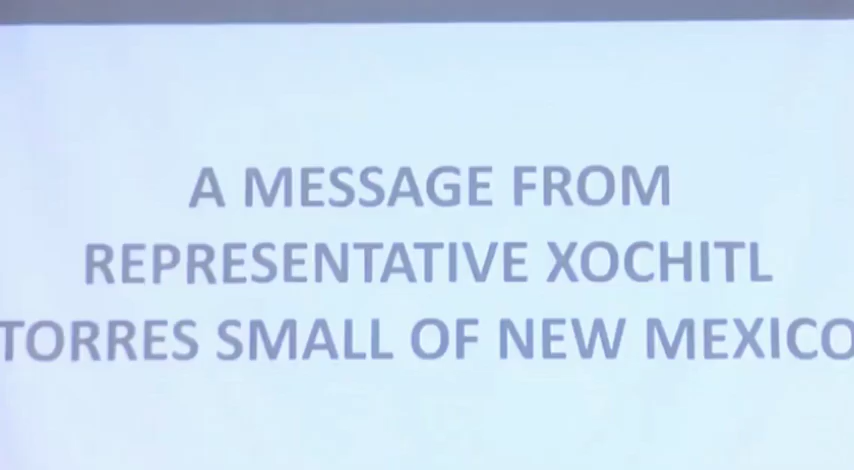 A MESSAGE FROM
REPRESENTATIVE XOCHITL
TORRES SMALL OF NEW MEXICO